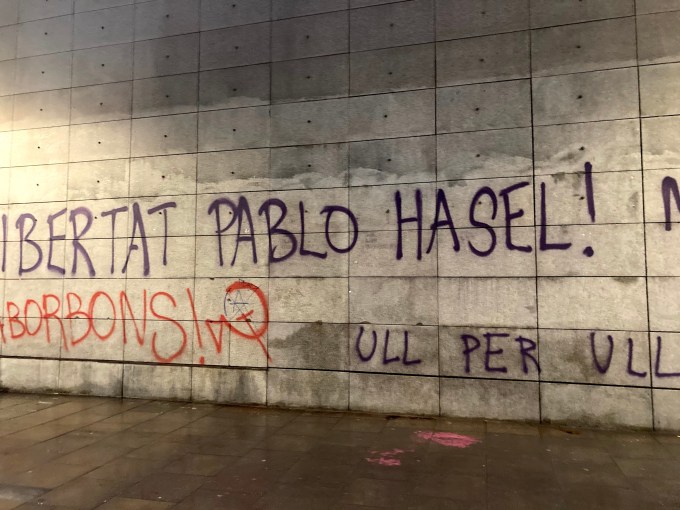 IBERTAT PABLO HASEL!
BORBONS!
ULL PER ULL